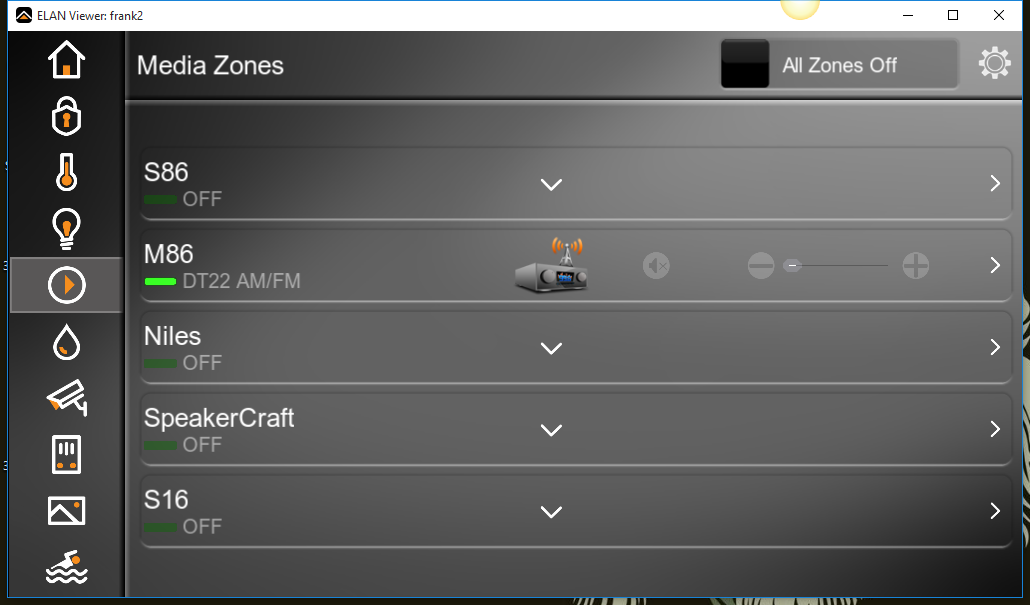 ELAN Viewer: frank2
Media Zones
All Zones Off
S86
OFF
M86
DT22 AM/FM
Niles
OFF
SpeakerCraft
OFF
S16
OFF